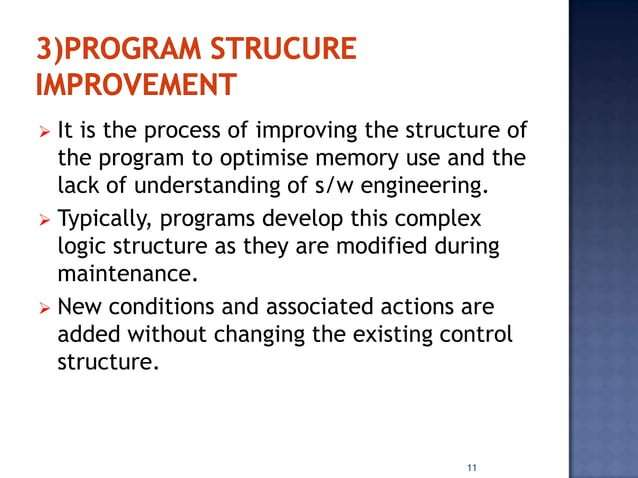 3)PROGRAM STRUCURE
IMPROVEMENT
It is the process of improving the structure of
the program to optimise memory use and the
lack of understanding of s/w engineering.
Typically, programs develop this complex
logic structure as they are modified during
maintenance.
New conditions and associated actions are
added without changing the existing control
structure.
11